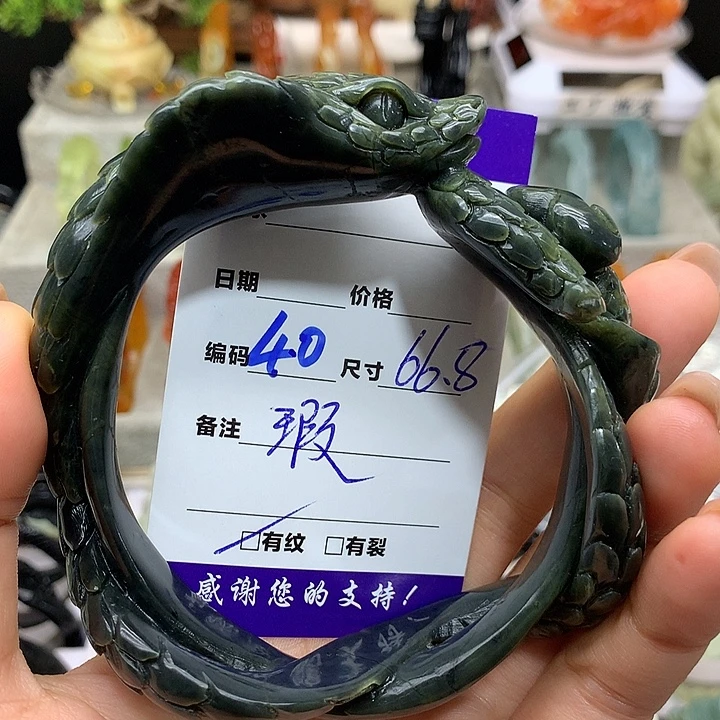 日期 价格
编码 40 尺寸 66.8
备注 瑕
有纹 有裂
感谢您的支持!